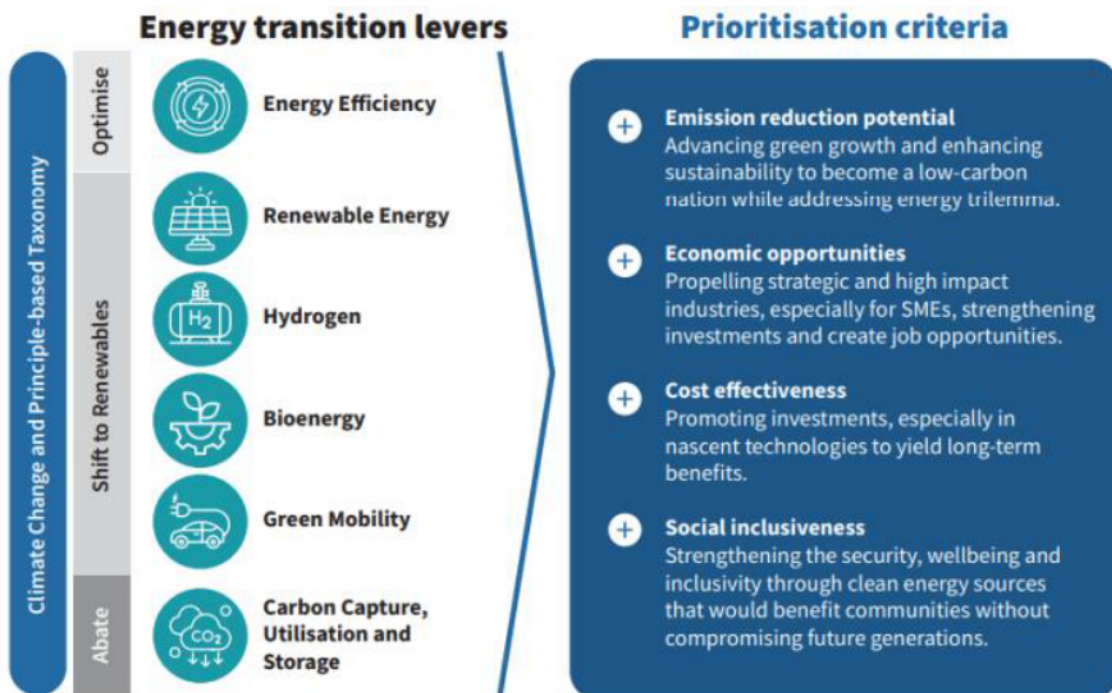 Energy transition levers
Prioritisation criteria
Climate Change and Principle-based Taxonomy
Optimise
Energy Efficiency
Shift to Renewables
Renewable Energy
H2
Hydrogen
Bioenergy
Green Mobility
Abate
CO2
Carbon Capture,
Utilisation and
Storage
Emission reduction potential
Advancing green growth and enhancing
sustainability to become a low-carbon
nation while addressing energy trilemma.
Economic opportunities
Propelling strategic and high impact
industries, especially for SMEs, strengthening
investments and create job opportunities.
Cost effectiveness
Promoting investments, especially in
nascent technologies to yield long-term
benefits.
Social inclusiveness
Strengthening the security, wellbeing and
inclusivity through clean energy sources
that would benefit communities without
compromising future generations.